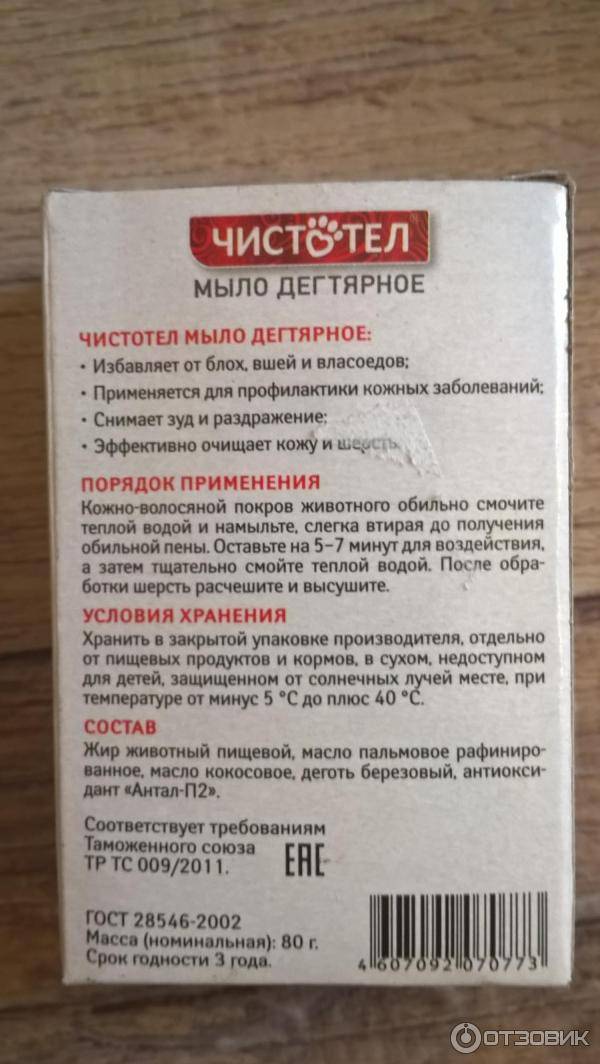 ЧИСТОТЕЛ
МЫЛО ДЕГТЯРНОЕ
ЧИСТОТЕЛ МЫЛО ДЕГТЯРНОЕ:
• Избавляет от блох, вшей и власоедов;
• Применяется для профилактики кожных заболеваний;
• Снимает зуд и раздражение;
• Эффективно очищает кожу и шерсть
ПОРЯДОК ПРИМЕНЕНИЯ
Кожно-волосяной покров животного обильно смочите
теплой водой и намыльте, слегка втирая до получения
обильной пены. Оставьте на 5–7 минут для воздействия,
а затем тщательно смойте теплой водой. После обра-
ботки шерсть расчешите и высушите.
УСЛОВИЯ ХРАНЕНИЯ
Хранить в закрытой упаковке производителя, отдельно
от пищевых продуктов и кормов, в сухом, недоступном
для детей, защищенном от солнечных лучей месте, при
температуре от минус 5 °С до плюс 40 °С.
СОСТАВ
Жир животный пищевой, масло пальмовое рафиниро-
ванное, масло кокосовое, деготь березовый, антиокси-
дант «Антал-П2».
Соответствует требованиям
Таможенного союза
ТР ТС 009/2011.
ЕАС
ГОСТ 28546-2002
Масса (номинальная): 80 г.
Срок годности 3 года.
4 607092 070773
ОТЗОВИК